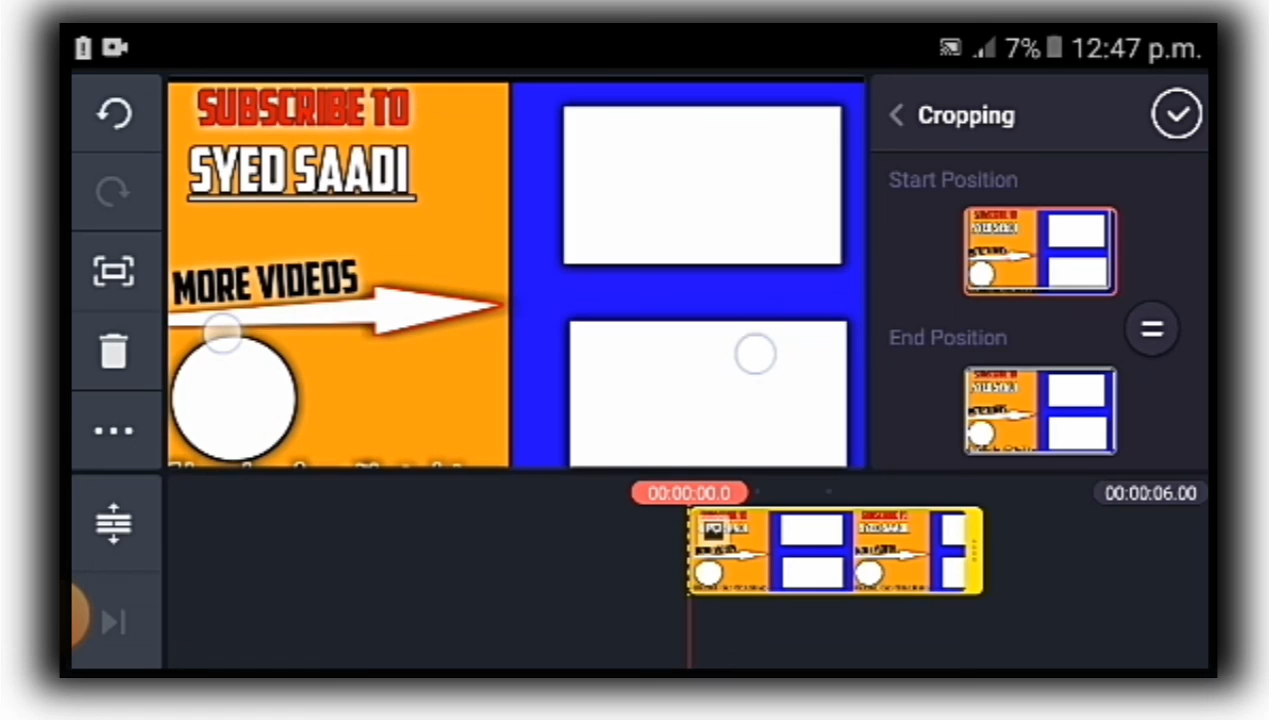 7% 12:47 p.m.
SUBSCRIBE TO
SYED SAADI
MORE VIDEOS
Cropping
Start Position
End Position
00:00:00.0
00:00:06.00